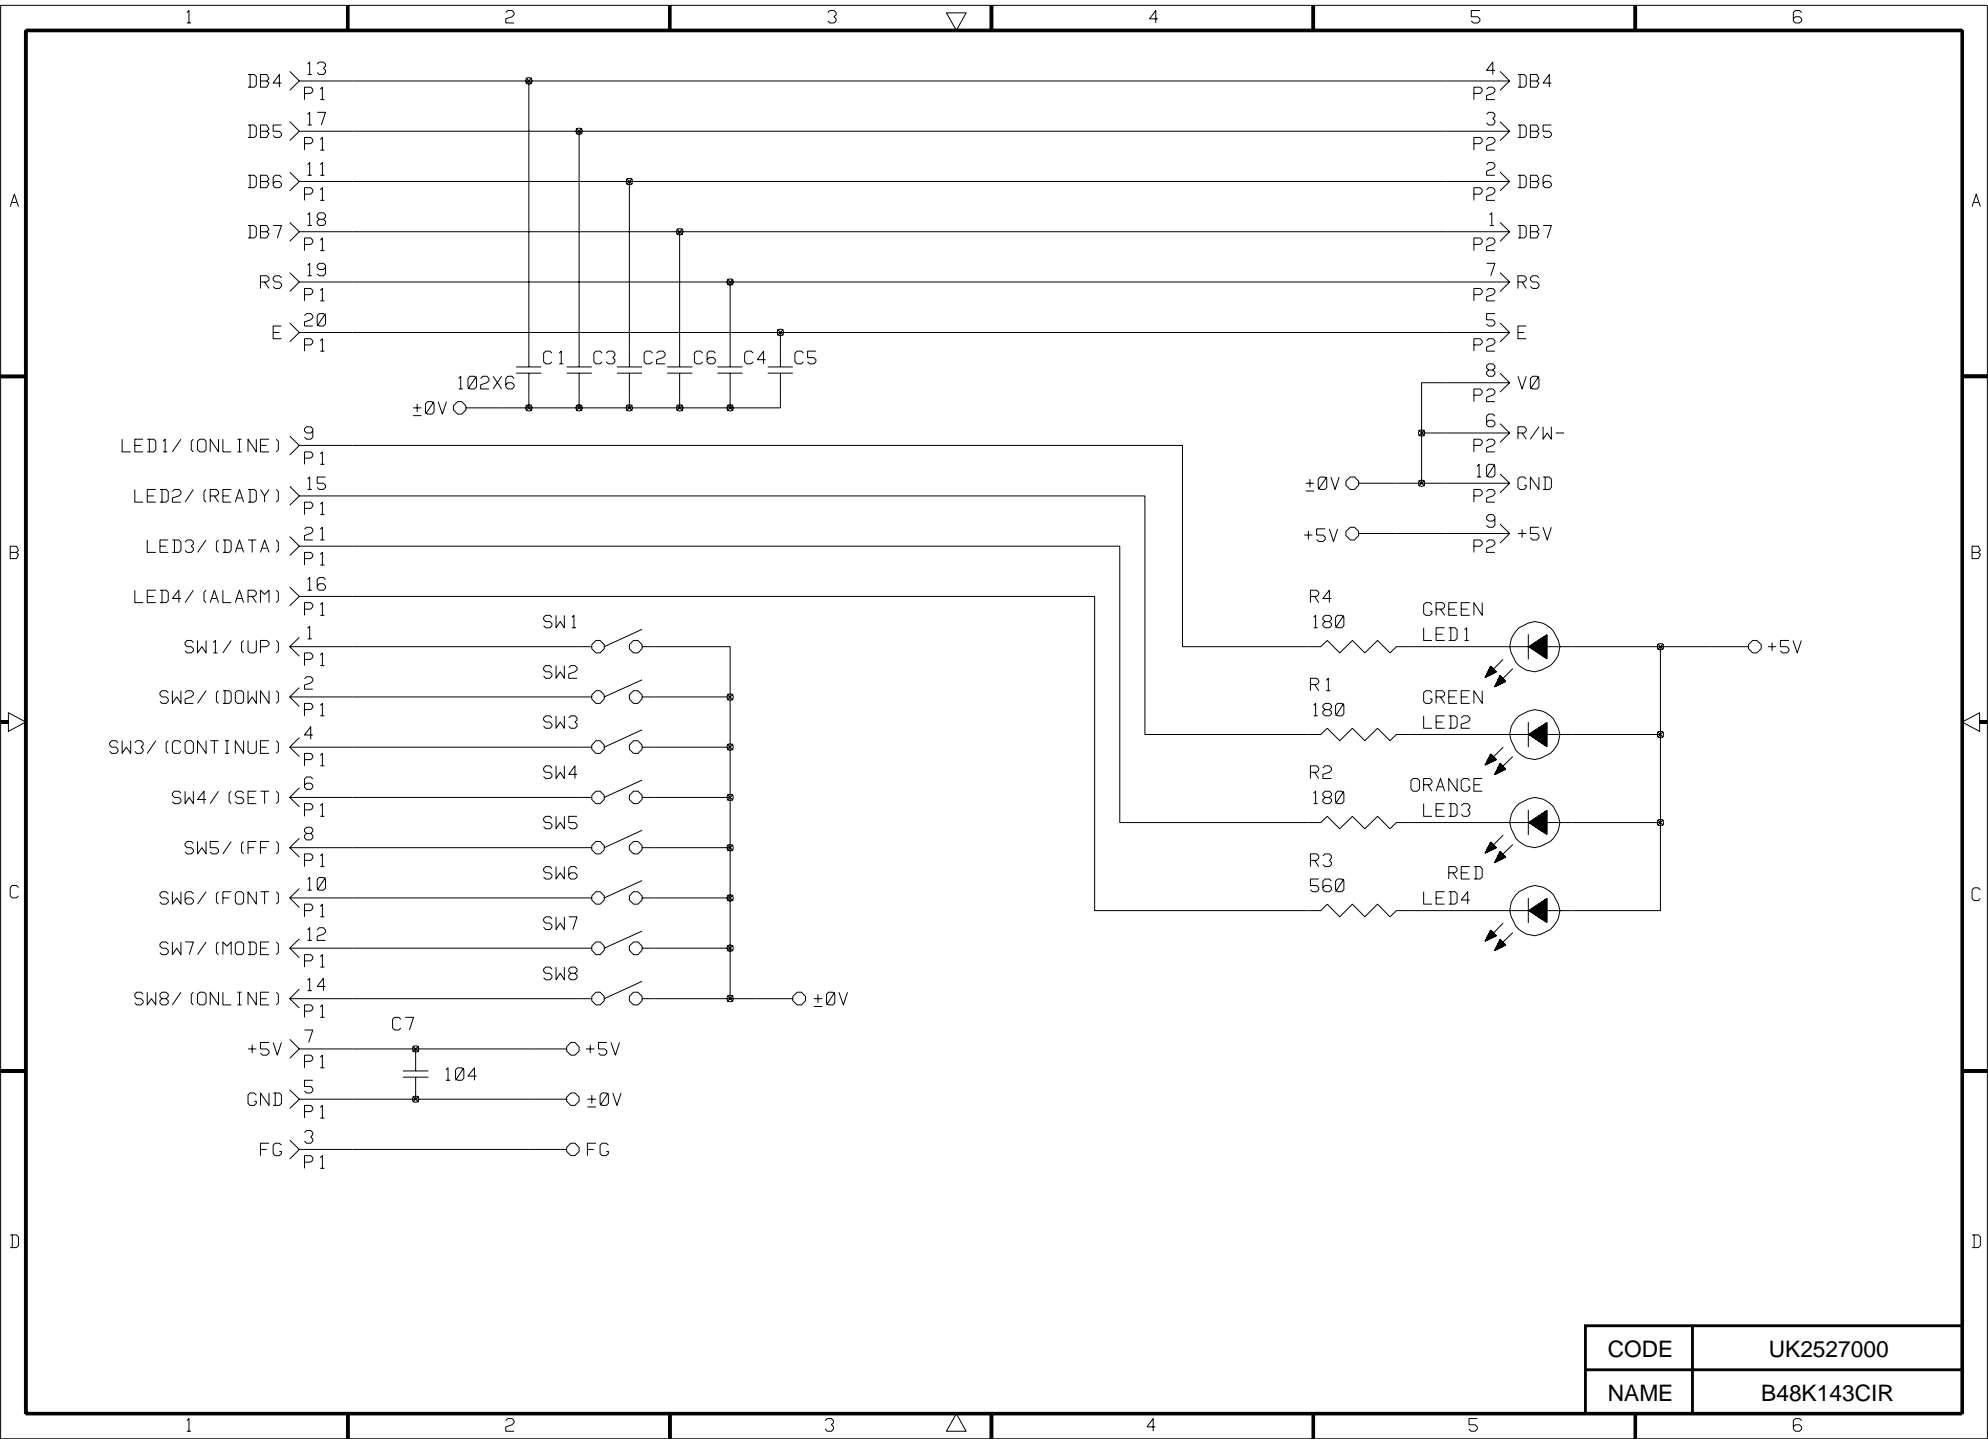 1 2 3 4 5 6
DB4 13 P1 4 P2 DB4
DB5 17 P1 3 P2 DB5
DB6 11 P1 2 P2 DB6
A A
DB7 18 P1 1 P2 DB7
RS 19 P1 7 P2 RS
E 20 P1 5 P2 E
C1 C3 C2 C6 C4 C5
102X6
±0V
8 P2 V0
6 P2 R/W-
±0V 10 P2 GND
+5V 9 P2 +5V
LED1/(ONLINE) 9 P1
LED2/(READY) 15 P1
LED3/(DATA) 21 P1
B B
LED4/(ALARM) 16 P1
R4 GREEN
180 LED1
+5V
R1 GREEN
180 LED2
R2 ORANGE
180 LED3
R3 RED
560 LED4
SW1/(UP) 1 P1 SW1
SW2/(DOWN) 2 P1 SW2
SW3/(CONTINUE) 4 P1 SW3
SW4/(SET) 6 P1 SW4
SW5/(FF) 8 P1 SW5
C C
SW6/(FONT) 10 P1 SW6
SW7/(MODE) 12 P1 SW7
SW8/(ONLINE) 14 P1 SW8 ±0V
C7
+5V 7 P1 +5V
104
GND 5 P1 ±0V
FG 3 P1 FG
D D
CODE UK2527000
NAME B48K143CIR
1 2 3 4 5 6